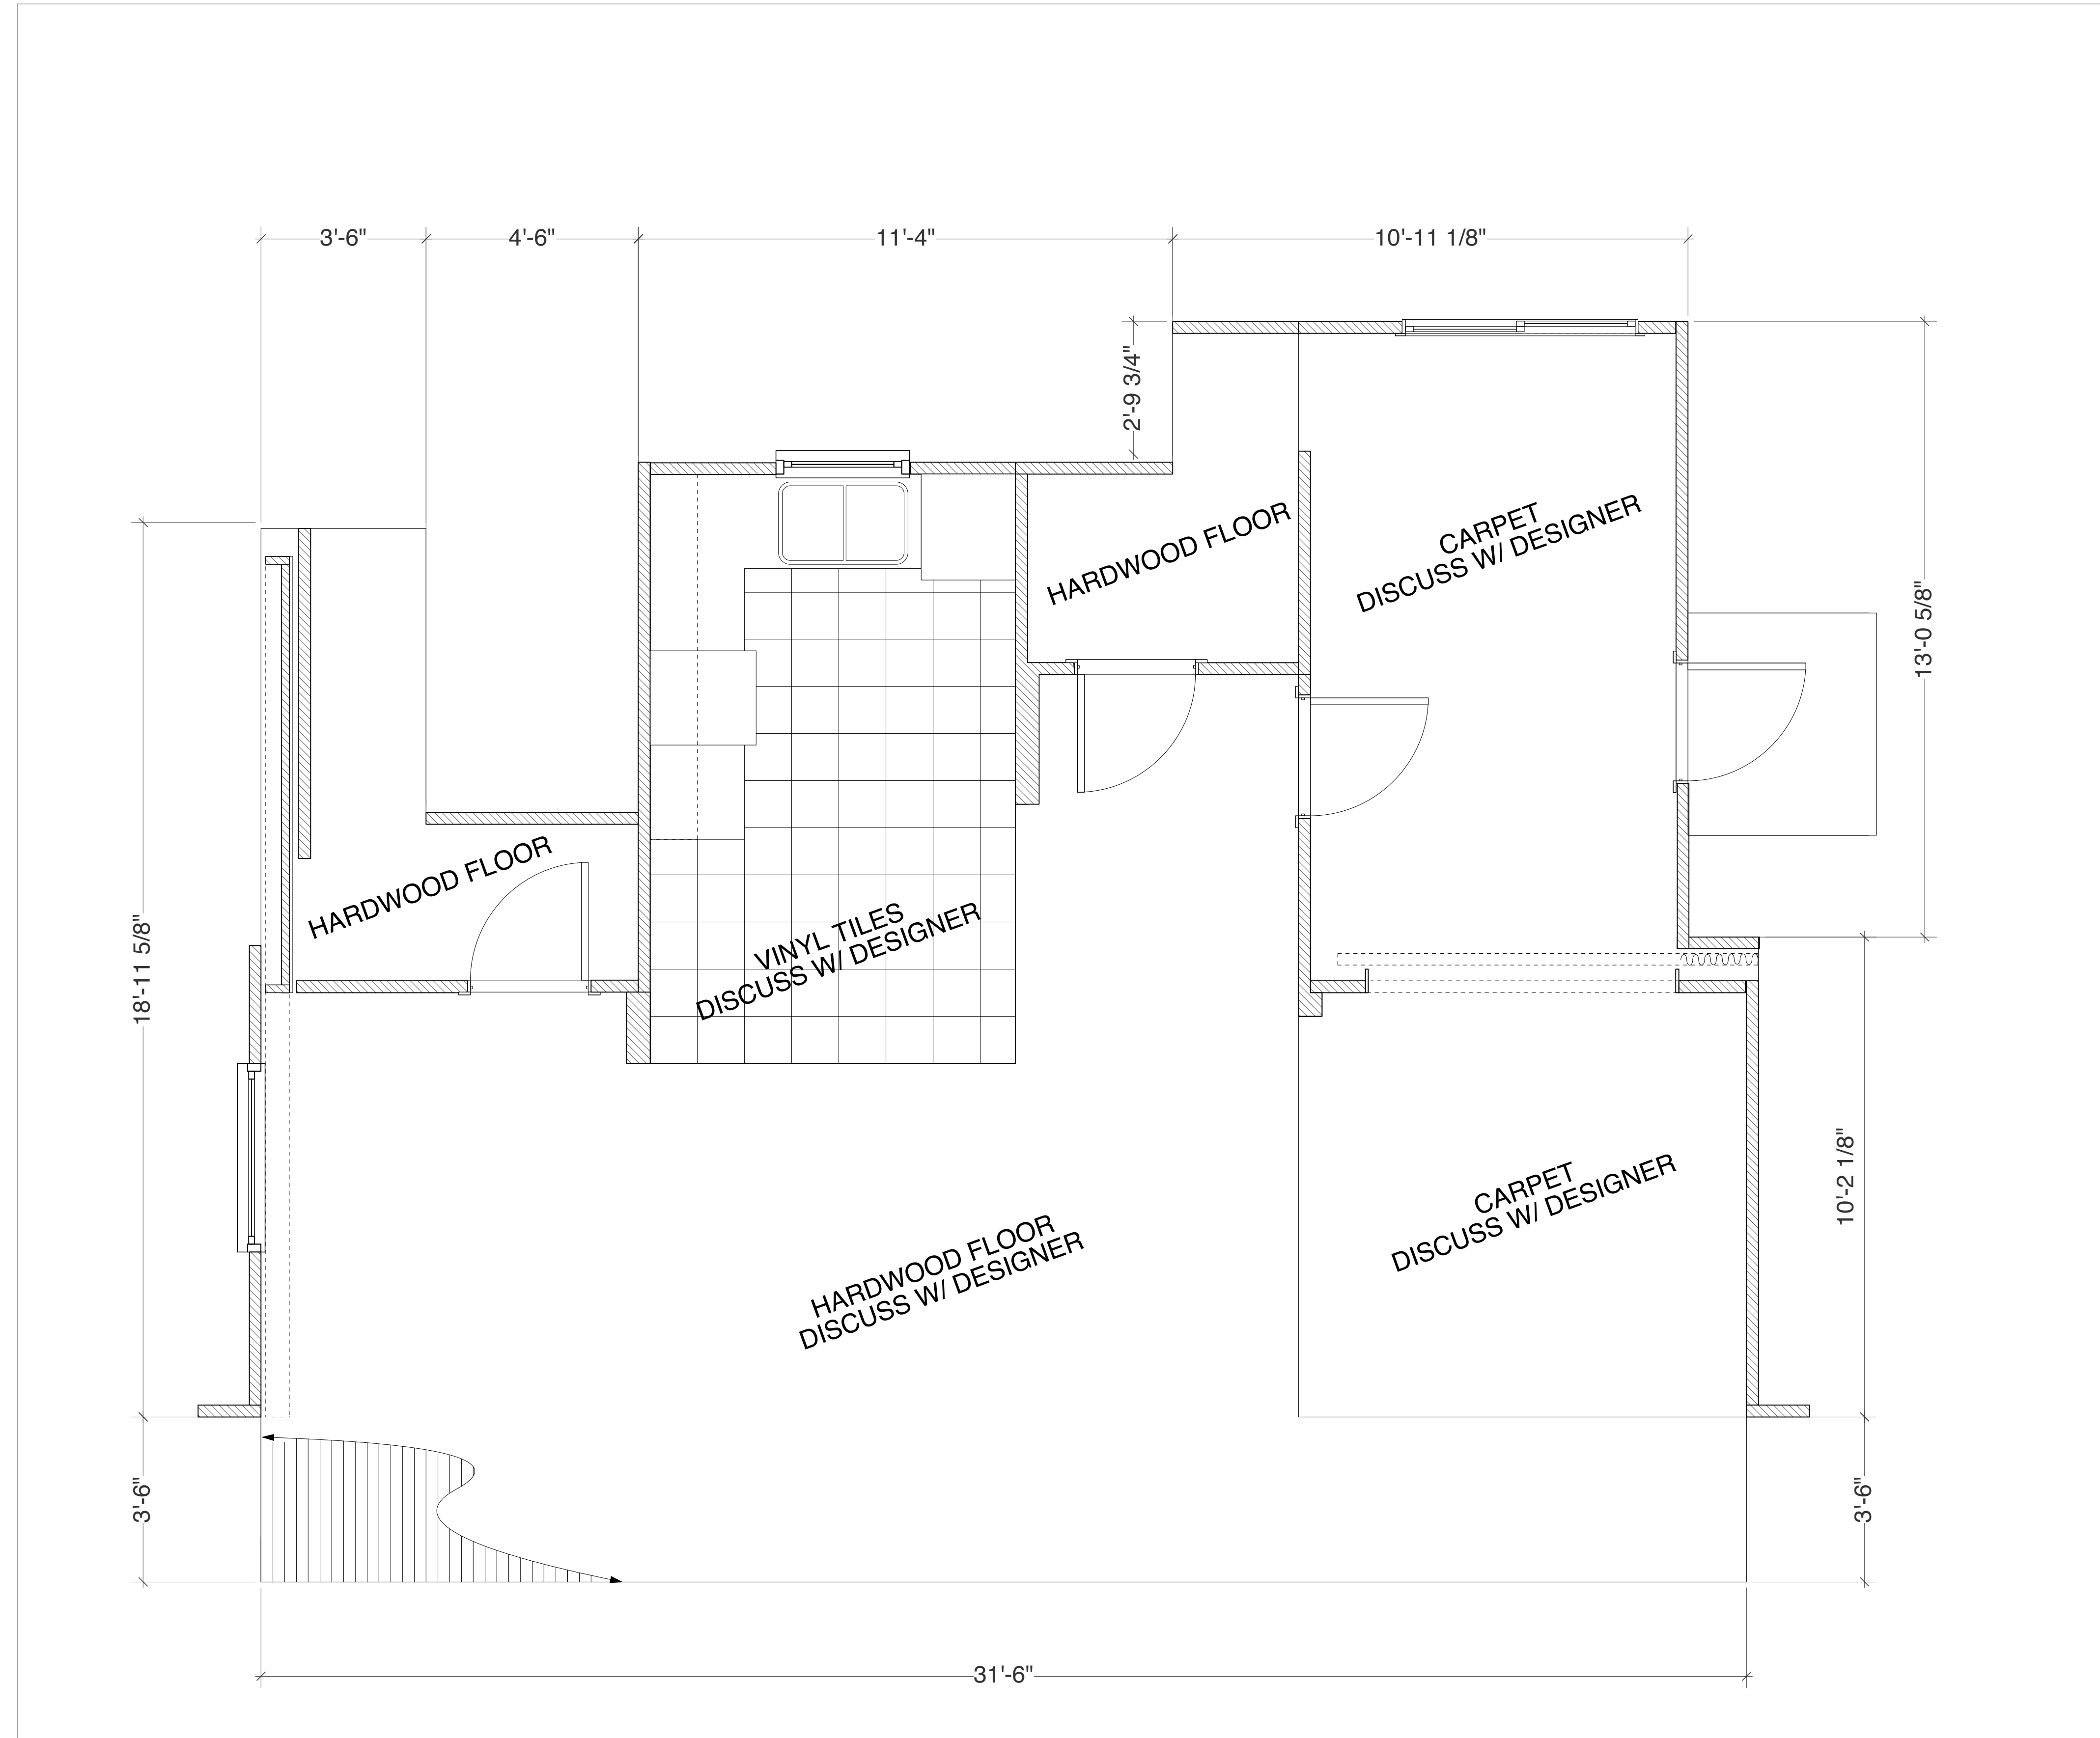 3'-6"
4'-6"
11'-4"
10'-11 1/8"
2'-9 3/4"
HARDWOOD FLOOR
CARPET
DISCUSS W/ DESIGNER
13'-0 5/8"
HARDWOOD FLOOR
VINYL TILES
DISCUSS W/ DESIGNER
18'-11 5/8"
10'-2 1/8"
CARPET
DISCUSS W/ DESIGNER
HARDWOOD FLOOR
DISCUSS W/ DESIGNER
3'-6"
3'-6"
31'-6"